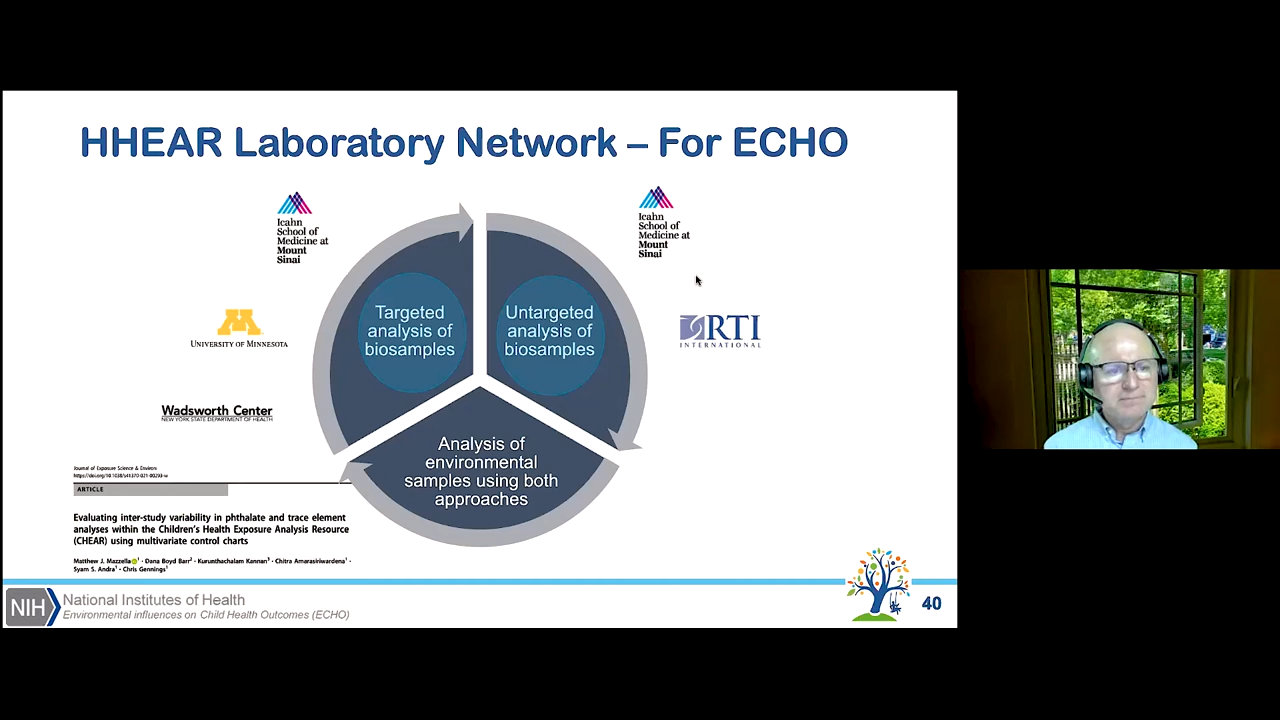 HHEAR Laboratory Network – For ECHO
Icahn
School of
Medicine at
Mount
Sinai
Icahn
School of
Medicine at
Mount
Sinai
UNIVERSITY OF MINNESOTA
Wadsworth Center
NEW YORK STATE DEPARTMENT OF HEALTH
RTI
INTERNATIONAL
Targeted
analysis of
biosamples
Untargeted
analysis of
biosamples
Analysis of
environmental
samples using both
approaches
Journal of Exposure Science & Environ
https://doi.org/10.1038/s41370-021-00293-w
ARTICLE
Evaluating inter-study variability in phthalate and trace element
analyses within the Children's Health Exposure Analysis Resource
(CHEAR) using multivariate control charts
Matthew J. Mazzella 1 · Dana Boyd Barr2 · Kurunthachalam Kannan3 · Chitra Amarasiriwardena1 ·
Syam S. Andra1 · Chris Gennings1
NIH
National Institutes of Health
Environmental influences on Child Health Outcomes (ECHO)
40